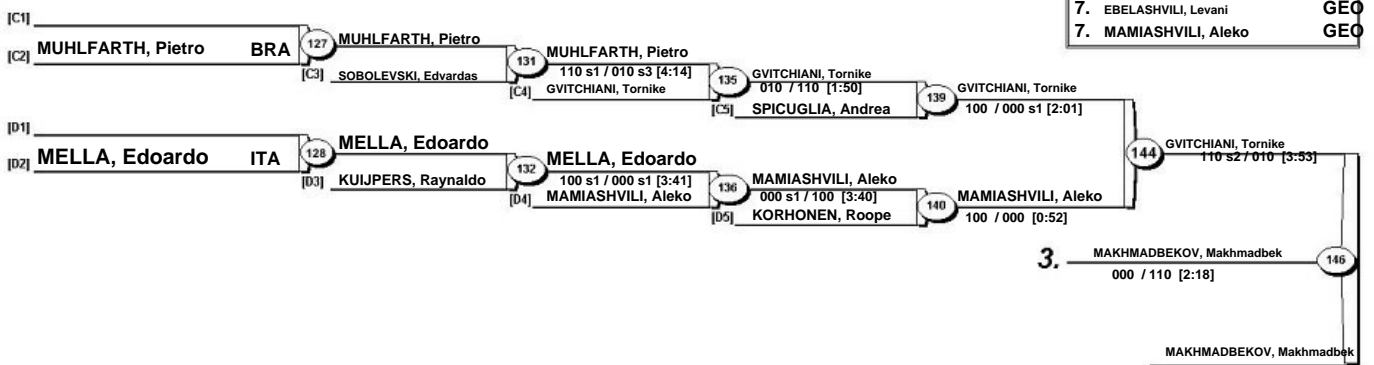 7. EBELASHVILI, Levani GEO
7. MAMIASHVILI, Aleko GEO
[C1]
[C2] MUHLFARTH, Pietro BRA
127
MUHLFARTH, Pietro
[C3] SOBOLEVSKI, Edvardas
131
MUHLFARTH, Pietro
110 s1 / 010 s3 [4:14]
[C4] GVITCHIANI, Tornike
135
GVITCHIANI, Tornike
010 / 110 [1:50]
[C5] SPICUGLIA, Andrea
139
GVITCHIANI, Tornike
100 / 000 s1 [2:01]
[D1]
[D2] MELLA, Edoardo ITA
128
MELLA, Edoardo
[D3] KUIJPERS, Raynaldo
132
MELLA, Edoardo
100 s1 / 000 s1 [3:41]
[D4] MAMIASHVILI, Aleko
136
MAMIASHVILI, Aleko
000 s1 / 100 [3:40]
[D5] KORHONEN, Roope
140
MAMIASHVILI, Aleko
100 / 000 [0:52]
144
GVITCHIANI, Tornike
110 s2 / 010 [3:53]
3. MAKHMADBEKOV, Makhmadbek
000 / 110 [2:18]
146
MAKHMADBEKOV, Makhmadbek